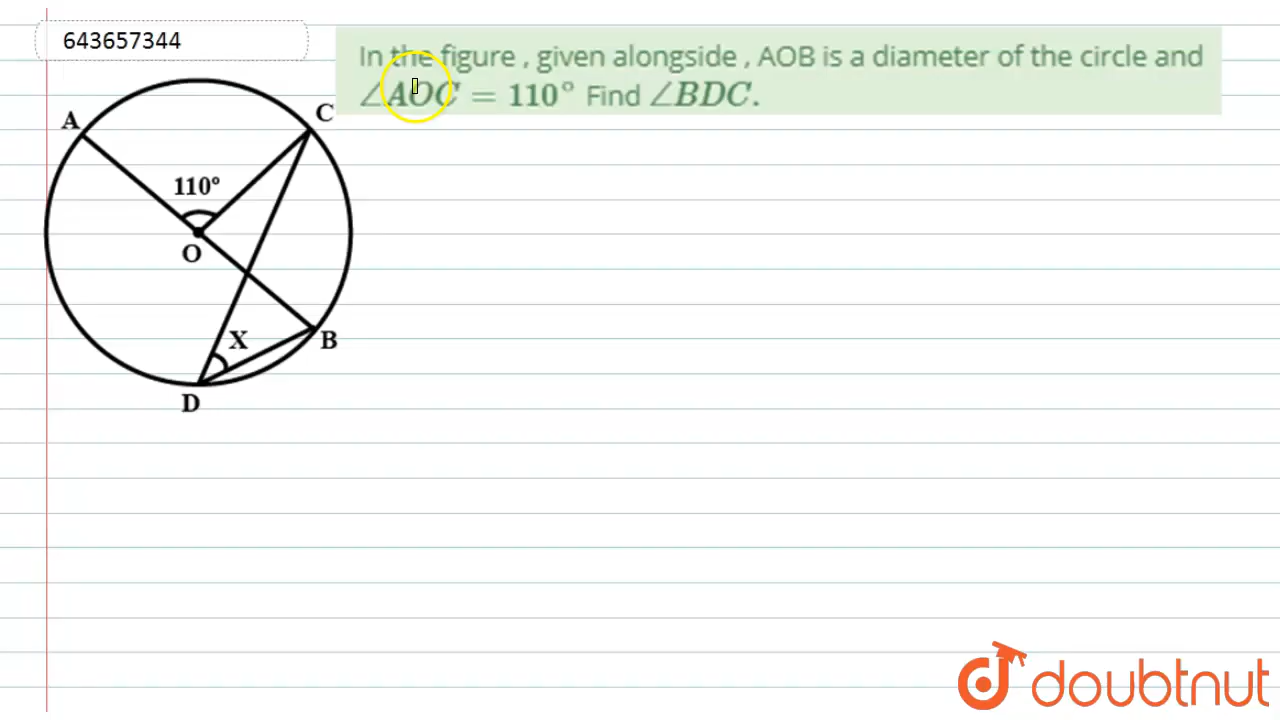 643657344
In the figure , given alongside , AOB is a diameter of the circle and
∠AOC = 110° Find ∠BDC.
A
C
110°
O
X
B
D
doubtnut